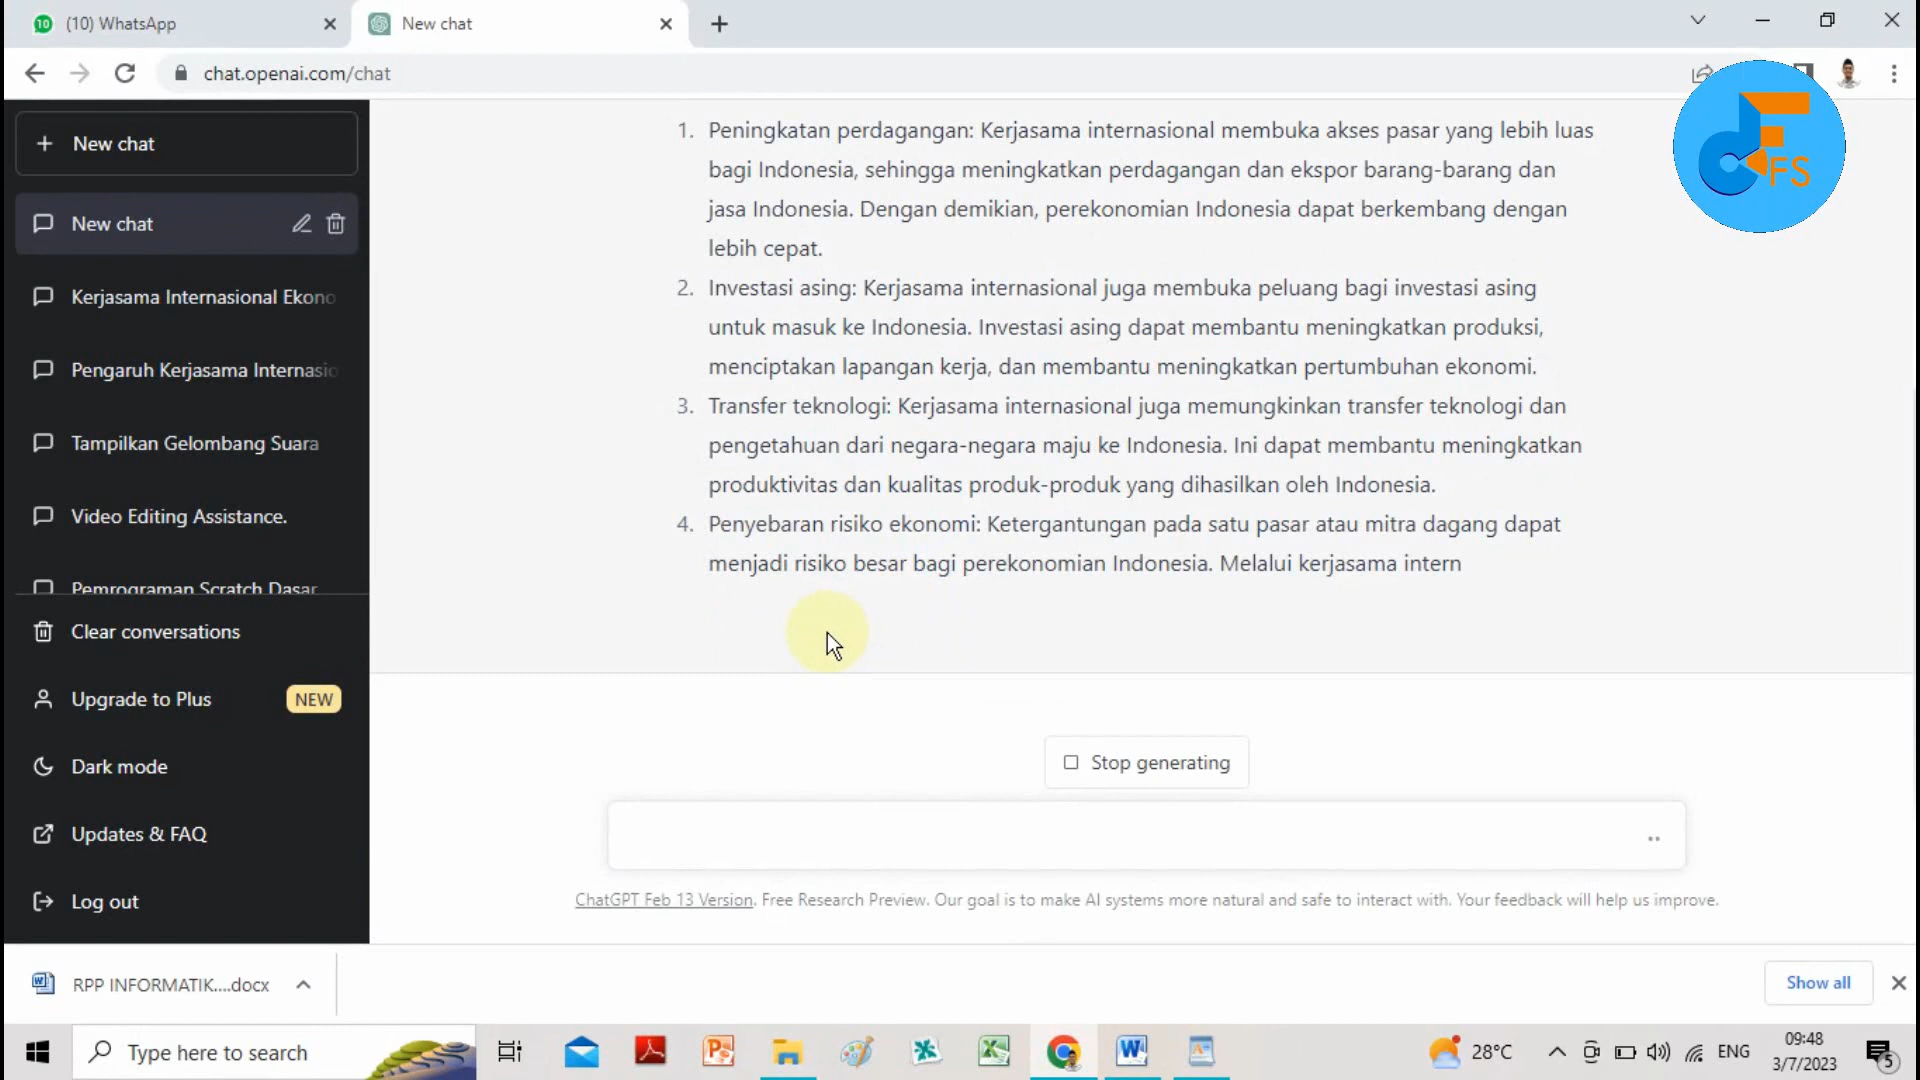 10
(10) WhatsApp
New chat
chat.openai.com/chat
FS
New chat
New chat
Kerjasama Internasional Ekono
Pengaruh Kerjasama Internasio
Tampilkan Gelombang Suara
Video Editing Assistance.
Pemrograman Scratch Dasar
Clear conversations
Upgrade to Plus NEW
Dark mode
Updates & FAQ
Log out
1. Peningkatan perdagangan: Kerjasama internasional membuka akses pasar yang lebih luas
bagi Indonesia, sehingga meningkatkan perdagangan dan ekspor barang-barang dan
jasa Indonesia. Dengan demikian, perekonomian Indonesia dapat berkembang dengan
lebih cepat.
2. Investasi asing: Kerjasama internasional juga membuka peluang bagi investasi asing
untuk masuk ke Indonesia. Investasi asing dapat membantu meningkatkan produksi,
menciptakan lapangan kerja, dan membantu meningkatkan pertumbuhan ekonomi.
3. Transfer teknologi: Kerjasama internasional juga memungkinkan transfer teknologi dan
pengetahuan dari negara-negara maju ke Indonesia. Ini dapat membantu meningkatkan
produktivitas dan kualitas produk-produk yang dihasilkan oleh Indonesia.
4. Penyebaran risiko ekonomi: Ketergantungan pada satu pasar atau mitra dagang dapat
menjadi risiko besar bagi perekonomian Indonesia. Melalui kerjasama intern
Stop generating
ChatGPT Feb 13 Version. Free Research Preview. Our goal is to make AI systems more natural and safe to interact with. Your feedback will help us improve.
RPP INFORMATIK....docx
Show all
Type here to search
28°C
ENG
09:48
3/7/2023
5